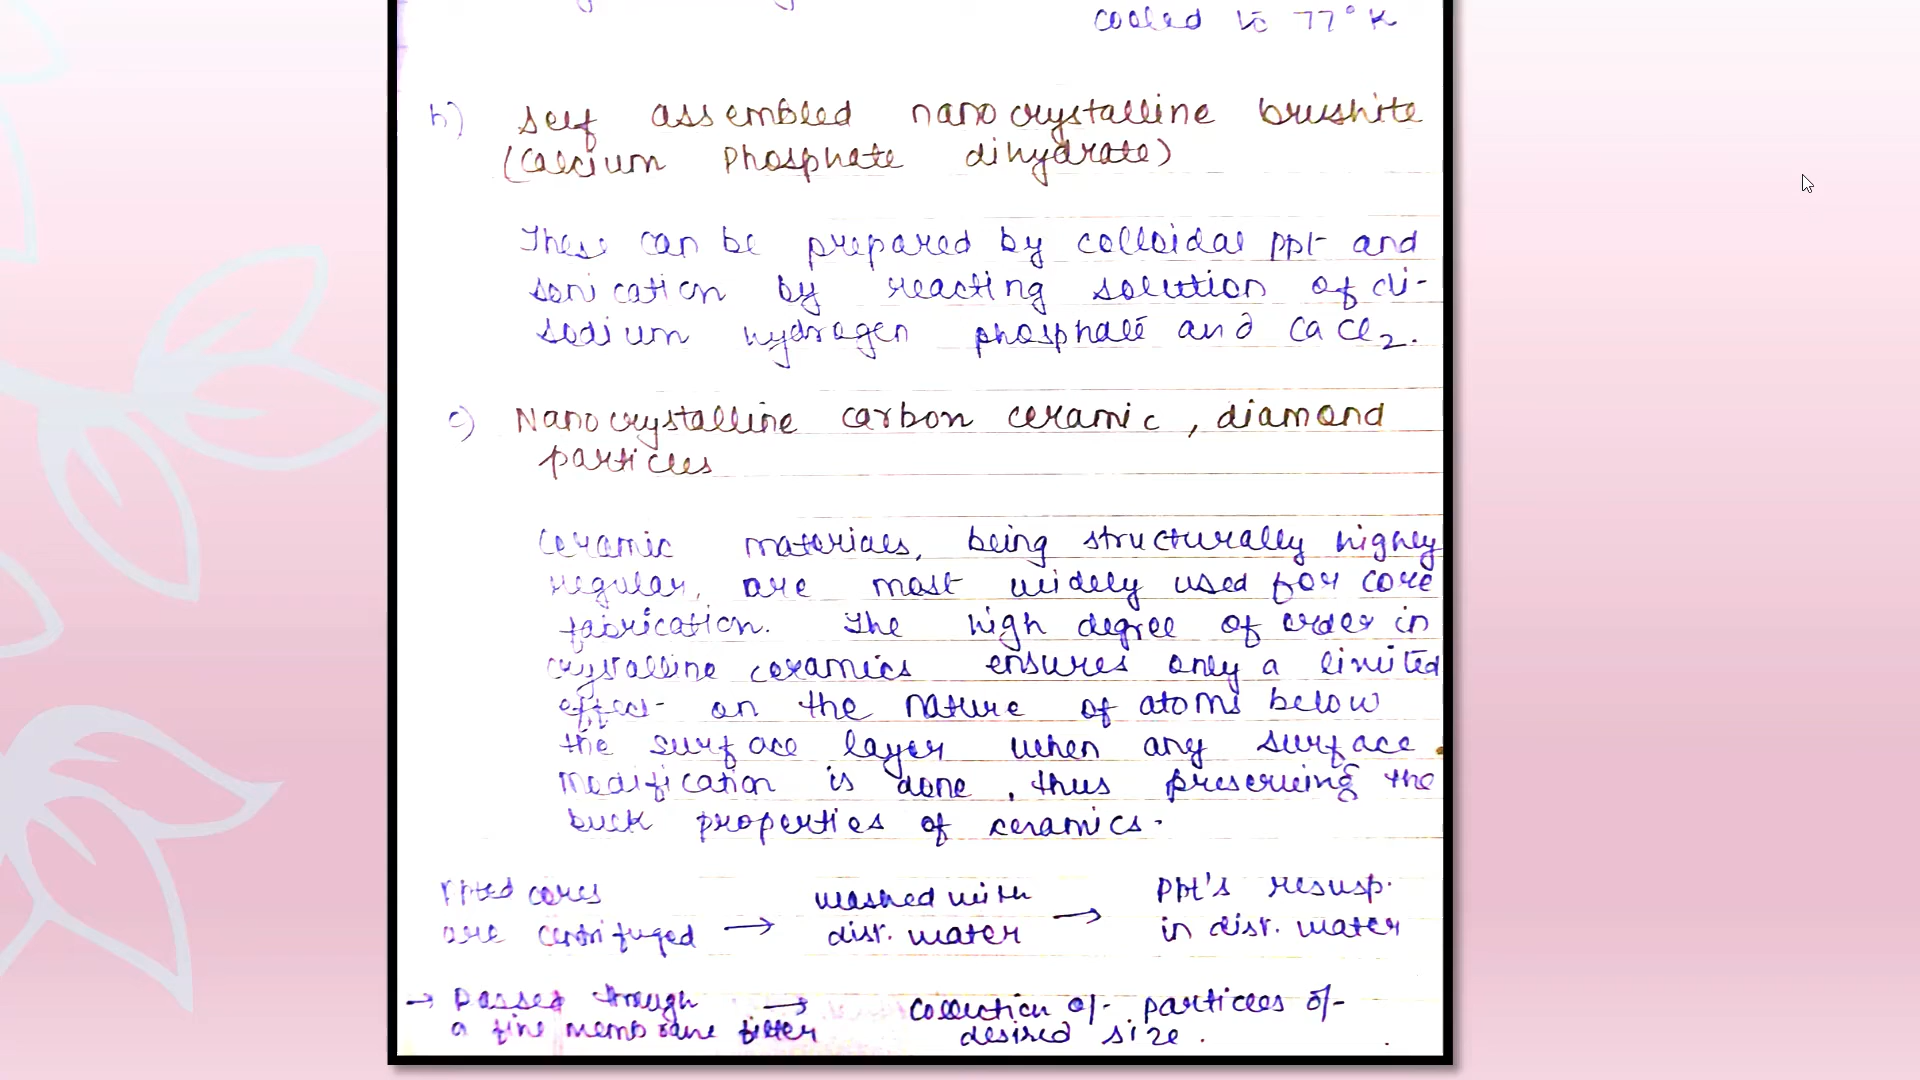 cooled to 77°K
b) Self assembled nanocrystalline brushite
(Calcium Phosphate dihydrate)
These can be prepared by colloidal ppt and
sonication by reacting solution of di-
sodium hydrogen phosphate and CaCl2.
c) Nanocrystalline carbon ceramic, diamond
particles
Ceramic materials, being structurally highly
regular, are most widely used for core
fabrication. The high degree of order in
crystalline ceramics ensures only a limited
effect on the nature of atoms below
the surface layer when any surface
modification is done, thus preserving the
bulk properties of ceramics.
Ppted cores → washed with → Ppt's resusp.
are centrifuged dist. water in dist. water
→ Passed through → Collection of particles of
a fine membrane filter desired size.